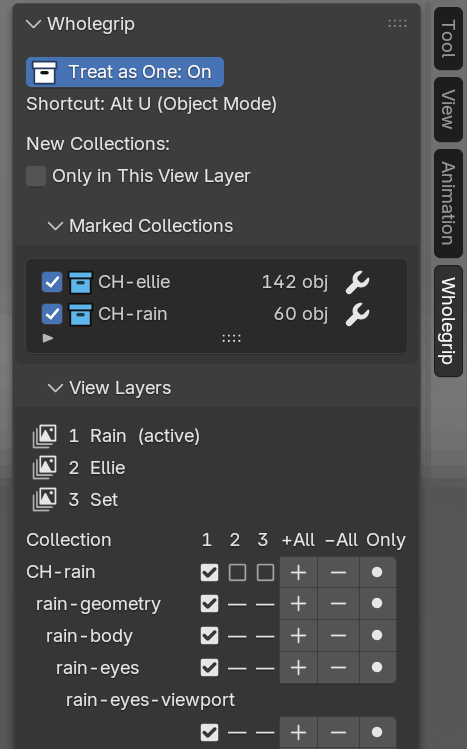 Wholegrip
Treat as One: On
Shortcut: Alt U (Object Mode)
New Collections:
Only in This View Layer
Marked Collections
CH-ellie 142 obj
CH-rain 60 obj
View Layers
1 Rain (active)
2 Ellie
3 Set
Collection 1 2 3 +All −All Only
CH-rain + −
rain-geometry — — + −
rain-body — — + −
rain-eyes — — + −
rain-eyes-viewport
— — + −
Tool
View
Animation
Wholegrip